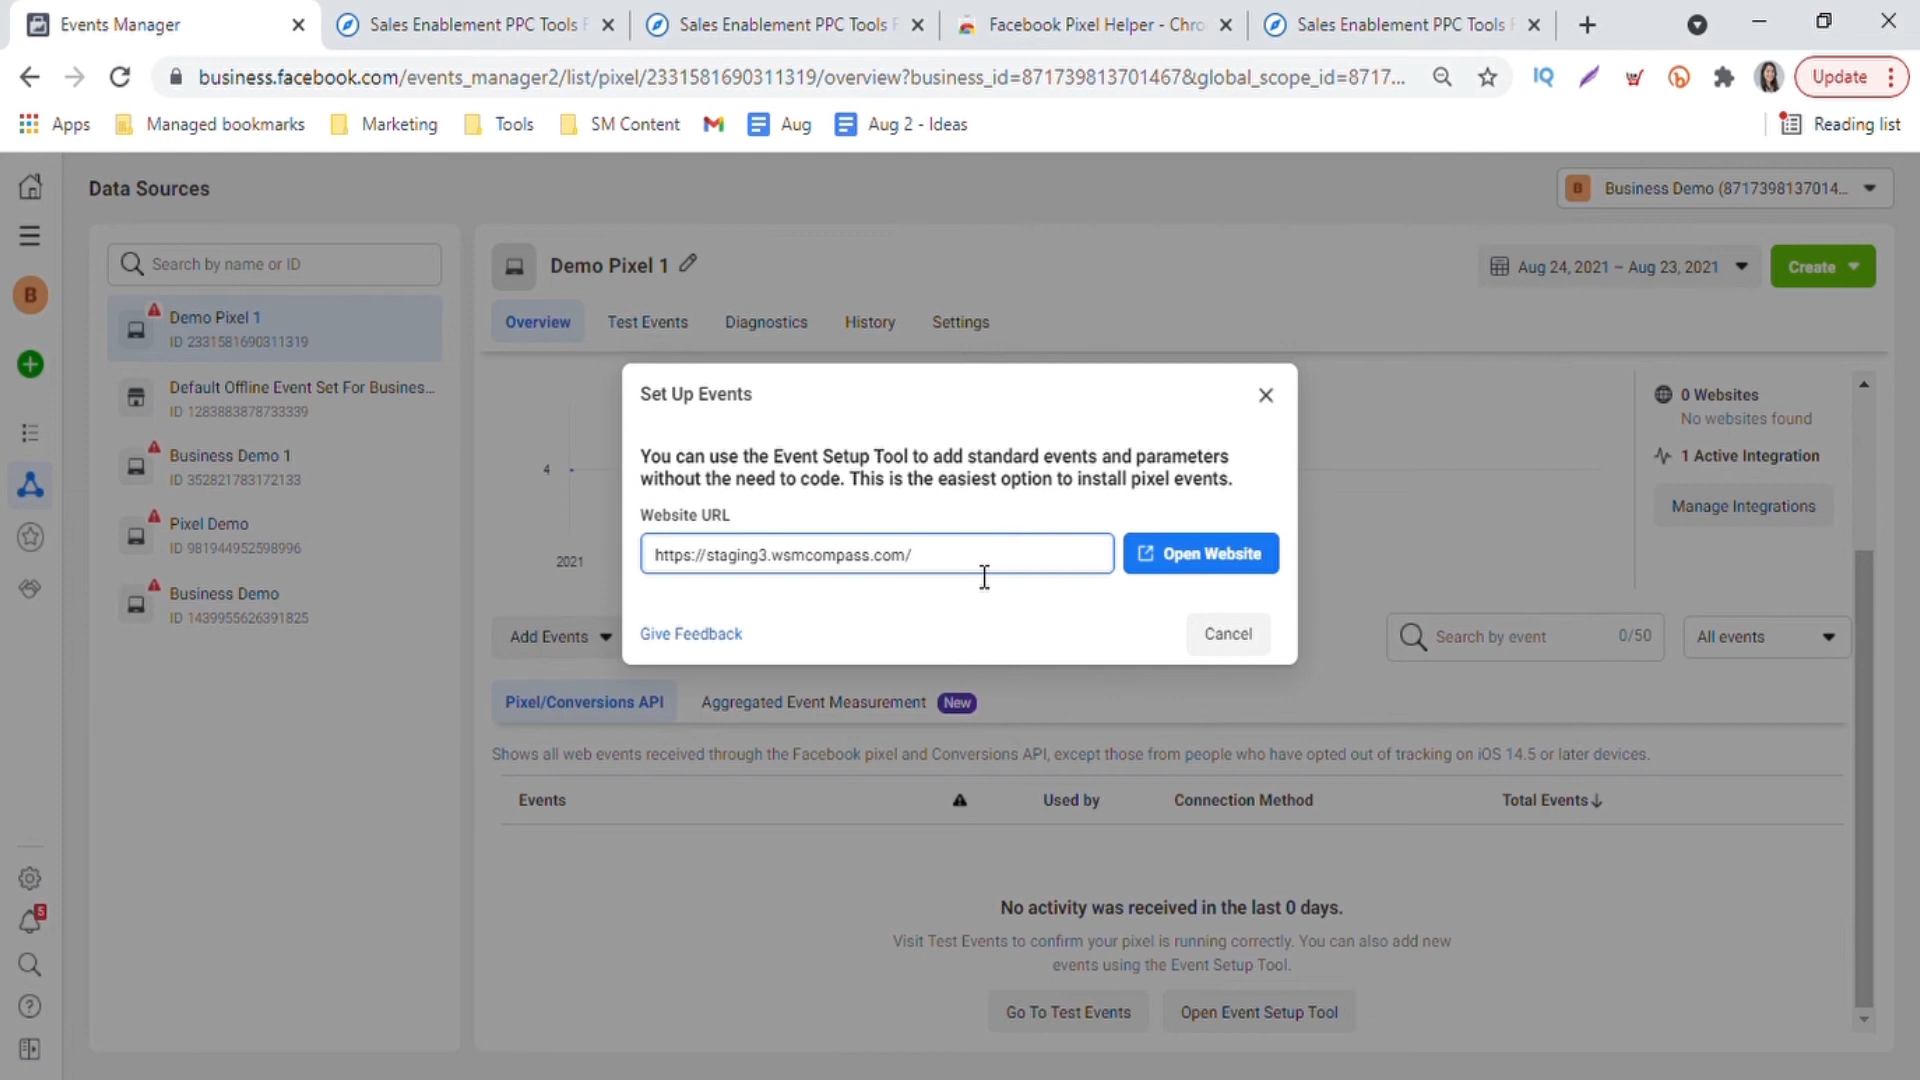 Events Manager
Sales Enablement PPC Tools F
Sales Enablement PPC Tools F
Facebook Pixel Helper - Chro
Sales Enablement PPC Tools F
business.facebook.com/events_manager2/list/pixel/2331581690311319/overview?business_id=871739813701467&global_scope_id=8717...
Update
Apps
Managed bookmarks
Marketing
Tools
SM Content
Aug
Aug 2 - Ideas
Reading list
Data Sources
B
Business Demo (8717398137014...
Search by name or ID
Demo Pixel 1
Aug 24, 2021 – Aug 23, 2021
Create
B
Demo Pixel 1
ID 2331581690311319
Overview
Test Events
Diagnostics
History
Settings
Default Offline Event Set For Busines...
ID 1283883878733339
Business Demo 1
ID 352821783172133
Pixel Demo
ID 981944952598996
Business Demo
ID 1439955626391825
Set Up Events
You can use the Event Setup Tool to add standard events and parameters
without the need to code. This is the easiest option to install pixel events.
Website URL
https://staging3.wsmcompass.com/
Open Website
Give Feedback
Cancel
0 Websites
No websites found
1 Active Integration
Manage Integrations
4
2021
Add Events
Search by event
0/50
All events
Pixel/Conversions API
Aggregated Event Measurement
New
Shows all web events received through the Facebook pixel and Conversions API, except those from people who have opted out of tracking on iOS 14.5 or later devices.
Events
Used by
Connection Method
Total Events
5
No activity was received in the last 0 days.
Visit Test Events to confirm your pixel is running correctly. You can also add new
events using the Event Setup Tool.
Go To Test Events
Open Event Setup Tool